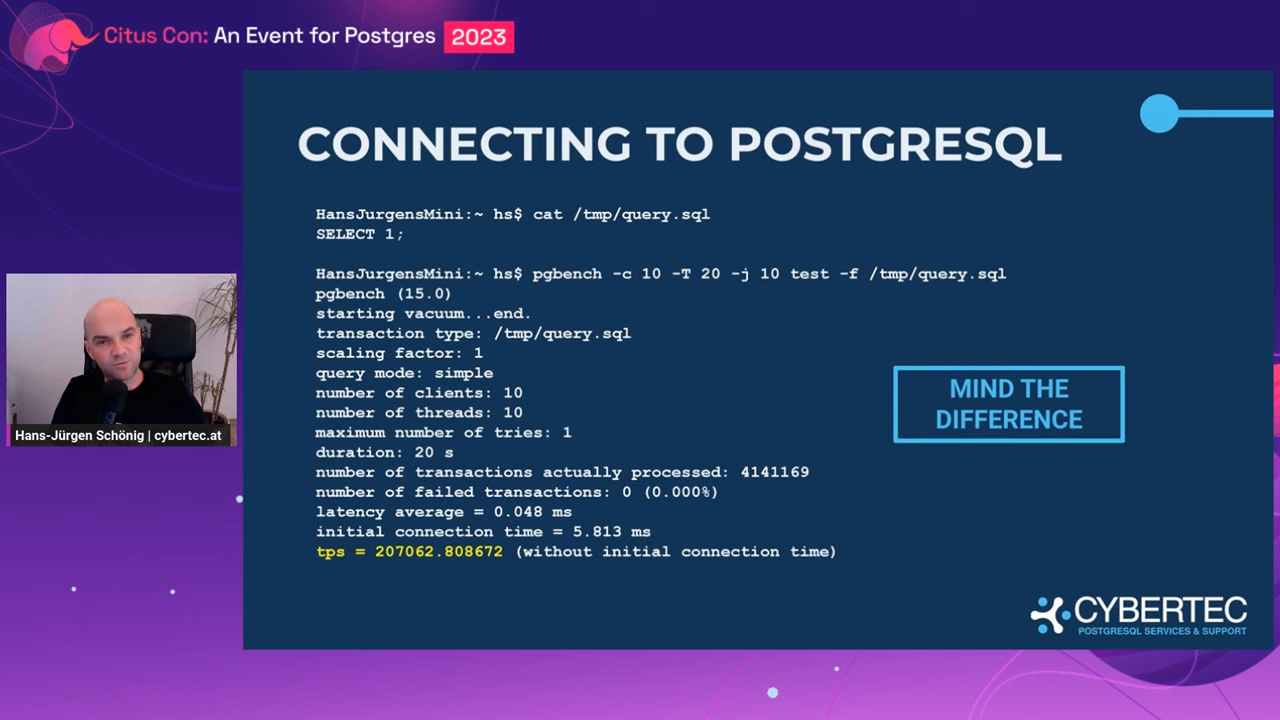 Citus Con: An Event for Postgres 2023
CONNECTING TO POSTGRESQL
HansJurgensMini:~ hs$ cat /tmp/query.sql
SELECT 1;
HansJurgensMini:~ hs$ pgbench -c 10 -T 20 -j 10 test -f /tmp/query.sql
pgbench (15.0)
starting vacuum...end.
transaction type: /tmp/query.sql
scaling factor: 1
query mode: simple
number of clients: 10
number of threads: 10
maximum number of tries: 1
duration: 20 s
number of transactions actually processed: 4141169
number of failed transactions: 0 (0.000%)
latency average = 0.048 ms
initial connection time = 5.813 ms
tps = 207062.808672 (without initial connection time)
MIND THE
DIFFERENCE
Hans-Jürgen Schönig | cybertec.at
CYBERTEC
POSTGRESQL SERVICES & SUPPORT